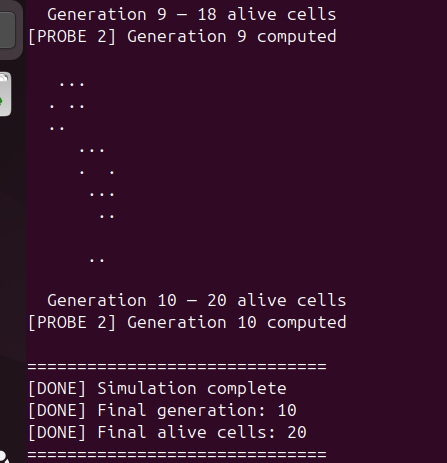 Generation 9 — 18 alive cells
[PROBE 2] Generation 9 computed

   ...
  . ..
  ..
     ...
     .  .
      ...
       ..

      ..

  Generation 10 — 20 alive cells
[PROBE 2] Generation 10 computed

==============================
[DONE] Simulation complete
[DONE] Final generation: 10
[DONE] Final alive cells: 20
==============================